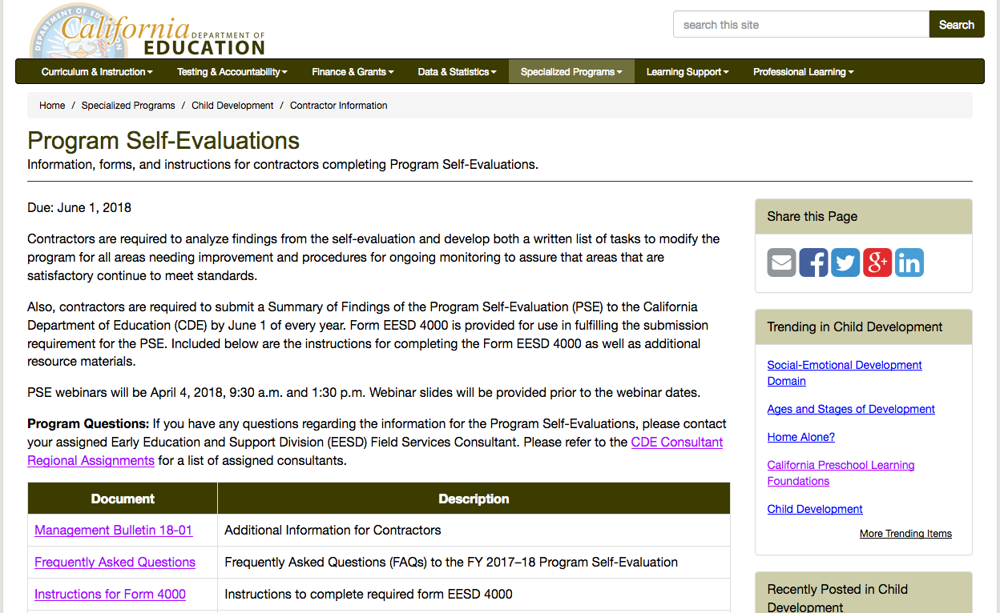 California
DEPARTMENT OF
EDUCATION
search this site
Search
Curriculum & Instruction
Testing & Accountability
Finance & Grants
Data & Statistics
Specialized Programs
Learning Support
Professional Learning
Home / Specialized Programs / Child Development / Contractor Information
Program Self-Evaluations
Information, forms, and instructions for contractors completing Program Self-Evaluations.
Due: June 1, 2018
Contractors are required to analyze findings from the self-evaluation and develop both a written list of tasks to modify the
program for all areas needing improvement and procedures for ongoing monitoring to assure that areas that are
satisfactory continue to meet standards.
Also, contractors are required to submit a Summary of Findings of the Program Self-Evaluation (PSE) to the California
Department of Education (CDE) by June 1 of every year. Form EESD 4000 is provided for use in fulfilling the submission
requirement for the PSE. Included below are the instructions for completing the Form EESD 4000 as well as additional
resource materials.
PSE webinars will be April 4, 2018, 9:30 a.m. and 1:30 p.m. Webinar slides will be provided prior to the webinar dates.
Program Questions: If you have any questions regarding the information for the Program Self-Evaluations, please contact
your assigned Early Education and Support Division (EESD) Field Services Consultant. Please refer to the CDE Consultant
Regional Assignments for a list of assigned consultants.
Document Description
Management Bulletin 18-01 Additional Information for Contractors
Frequently Asked Questions Frequently Asked Questions (FAQs) to the FY 2017–18 Program Self-Evaluation
Instructions for Form 4000 Instructions to complete required form EESD 4000
Share this Page
Trending in Child Development
Social-Emotional Development
Domain
Ages and Stages of Development
Home Alone?
California Preschool Learning
Foundations
Child Development
More Trending Items
Recently Posted in Child
Development